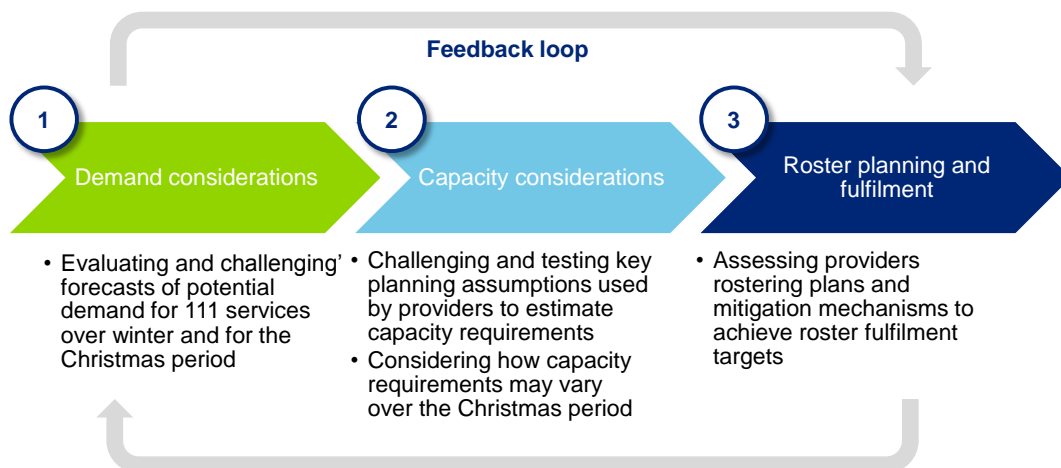 Feedback loop
1
Demand considerations
• Evaluating and challenging’
forecasts of potential
demand for 111 services
over winter and for the
Christmas period
2
Capacity considerations
• Challenging and testing key
planning assumptions used
by providers to estimate
capacity requirements
• Considering how capacity
requirements may vary
over the Christmas period
3
Roster planning and
fulfilment
• Assessing providers
rostering plans and
mitigation mechanisms to
achieve roster fulfilment
targets